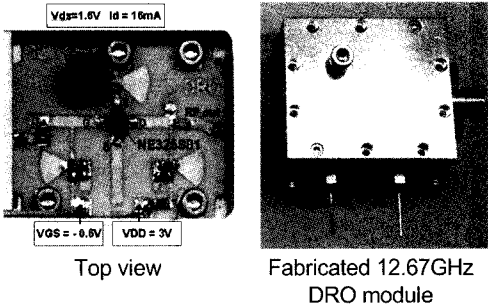 Vds=1.6V Id = 16mA
VGS = -0.6V VDD = 3V
Top view
Fabricated 12.67GHz
DRO module